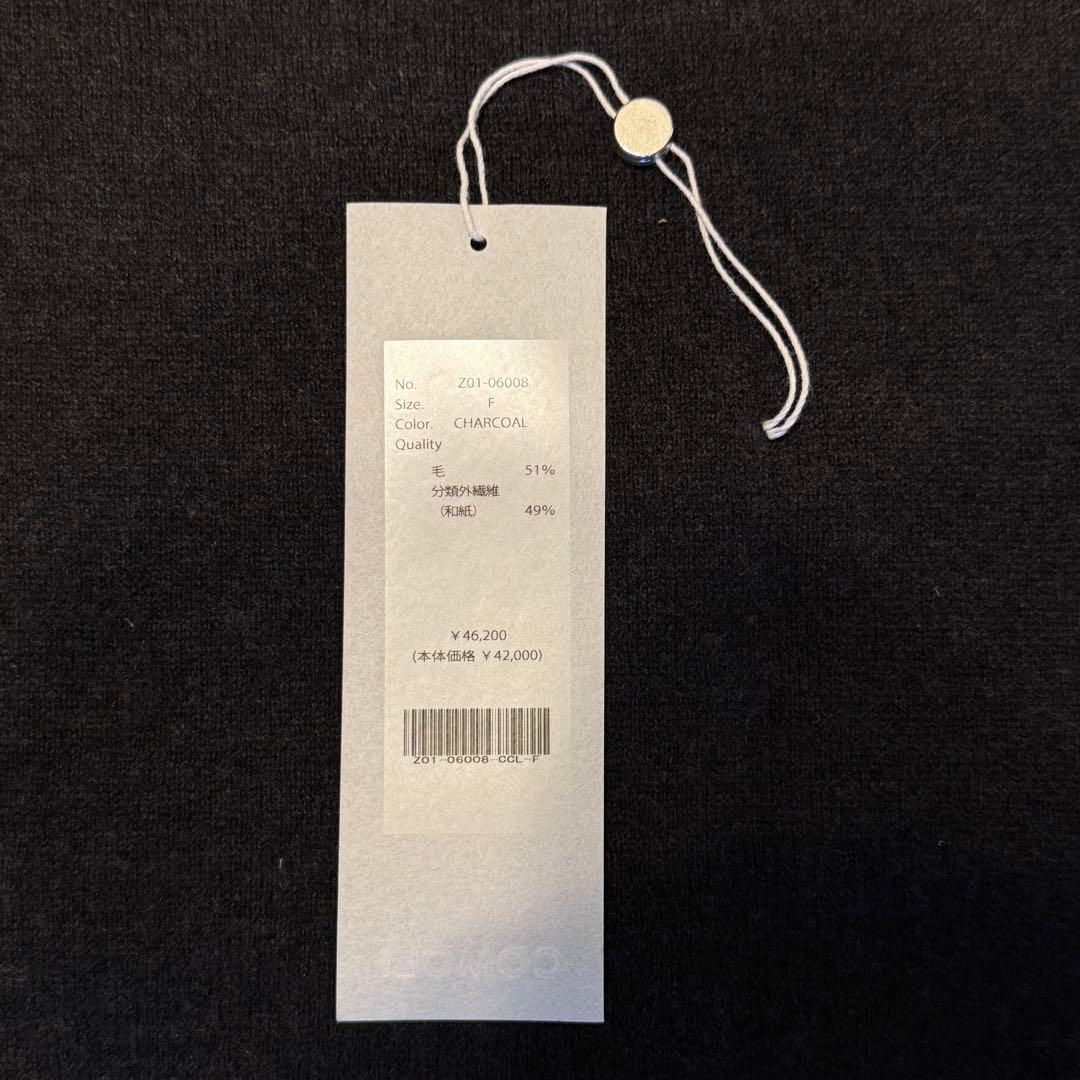 No. Z01-06008
Size. F
Color. CHARCOAL
Quality
毛 51%
分類外繊維
（和紙） 49%
￥46,200
(本体価格 ￥42,000)
Z01-06008-CCL-F